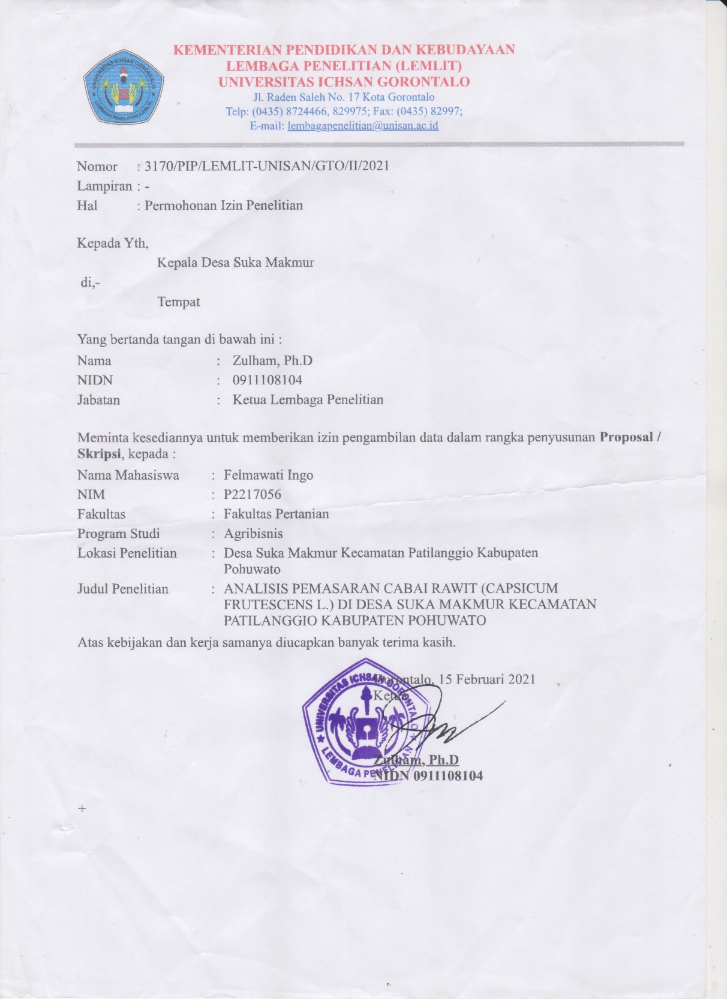 KEMENTERIAN PENDIDIKAN DAN KEBUDAYAAN
LEMBAGA PENELITIAN (LEMLIT)
UNIVERSITAS ICHSAN GORONTALO
Jl. Raden Saleh No. 17 Kota Gorontalo
Telp: (0435) 8724466, 829975; Fax: (0435) 82997;
E-mail: lembagapenelitian@unisan.ac.id
UNIVERSITAS ICHSAN GORONTALO
LEMBAGA PENELITIAN (LEMLIT)
Nomor : 3170/PIP/LEMLIT-UNISAN/GTO/II/2021
Lampiran : -
Hal : Permohonan Izin Penelitian
Kepada Yth,
Kepala Desa Suka Makmur
di,-
Tempat
Yang bertanda tangan di bawah ini :
Nama : Zulham, Ph.D
NIDN : 0911108104
Jabatan : Ketua Lembaga Penelitian
Meminta kesediannya untuk memberikan izin pengambilan data dalam rangka penyusunan Proposal /
Skripsi, kepada :
Nama Mahasiswa : Felmawati Ingo
NIM : P2217056
Fakultas : Fakultas Pertanian
Program Studi : Agribisnis
Lokasi Penelitian : Desa Suka Makmur Kecamatan Patilanggio Kabupaten
Pohuwato
Judul Penelitian : ANALISIS PEMASARAN CABAI RAWIT (CAPSICUM
FRUTESCENS L.) DI DESA SUKA MAKMUR KECAMATAN
PATILANGGIO KABUPATEN POHUWATO
Atas kebijakan dan kerja samanya diucapkan banyak terima kasih.
Gorontalo, 15 Februari 2021
Ketua,
UNIVERSITAS ICHSAN GORONTALO
LEMBAGA PENELITIAN
Zulham, Ph.D
NIDN 0911108104
+